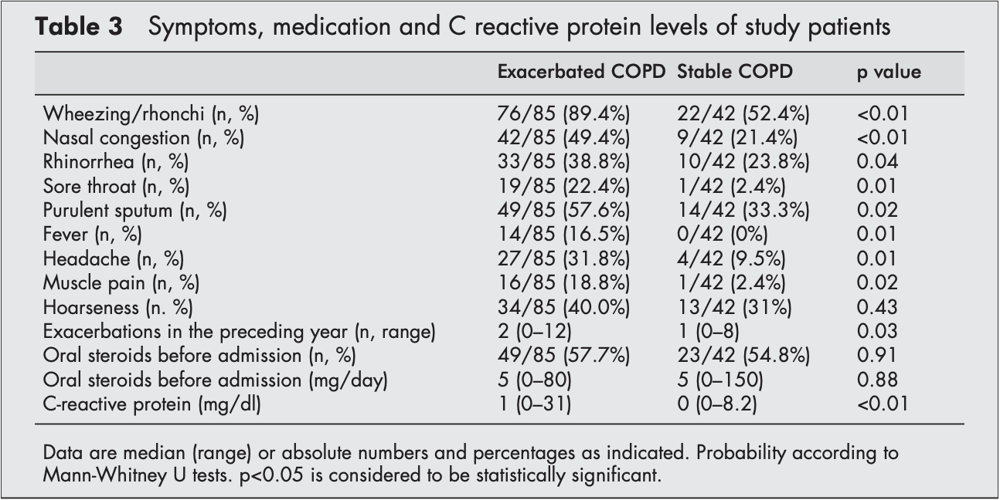 Table 3 Symptoms, medication and C reactive protein levels of study patients
Exacerbated COPD Stable COPD p value
Wheezing/rhonchi (n, %) 76/85 (89.4%) 22/42 (52.4%) <0.01
Nasal congestion (n, %) 42/85 (49.4%) 9/42 (21.4%) <0.01
Rhinorrhea (n, %) 33/85 (38.8%) 10/42 (23.8%) 0.04
Sore throat (n, %) 19/85 (22.4%) 1/42 (2.4%) 0.01
Purulent sputum (n, %) 49/85 (57.6%) 14/42 (33.3%) 0.02
Fever (n, %) 14/85 (16.5%) 0/42 (0%) 0.01
Headache (n, %) 27/85 (31.8%) 4/42 (9.5%) 0.01
Muscle pain (n, %) 16/85 (18.8%) 1/42 (2.4%) 0.02
Hoarseness (n. %) 34/85 (40.0%) 13/42 (31%) 0.43
Exacerbations in the preceding year (n, range) 2 (0–12) 1 (0–8) 0.03
Oral steroids before admission (n, %) 49/85 (57.7%) 23/42 (54.8%) 0.91
Oral steroids before admission (mg/day) 5 (0–80) 5 (0–150) 0.88
C-reactive protein (mg/dl) 1 (0–31) 0 (0–8.2) <0.01
Data are median (range) or absolute numbers and percentages as indicated. Probability according to
Mann-Whitney U tests. p<0.05 is considered to be statistically significant.